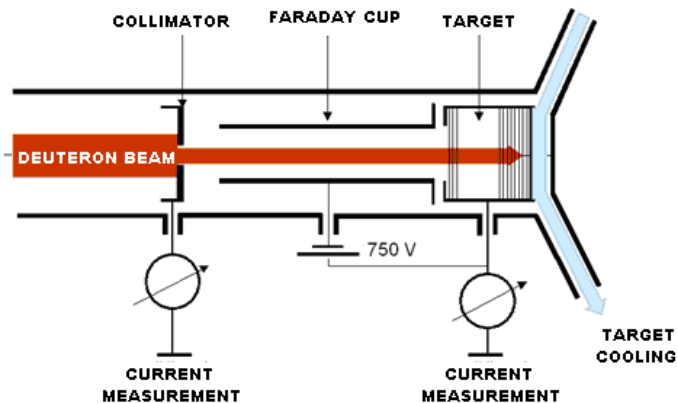 COLLIMATOR
FARADAY CUP
TARGET
DEUTERON BEAM
750 V
TARGET
COOLING
CURRENT
MEASUREMENT
CURRENT
MEASUREMENT